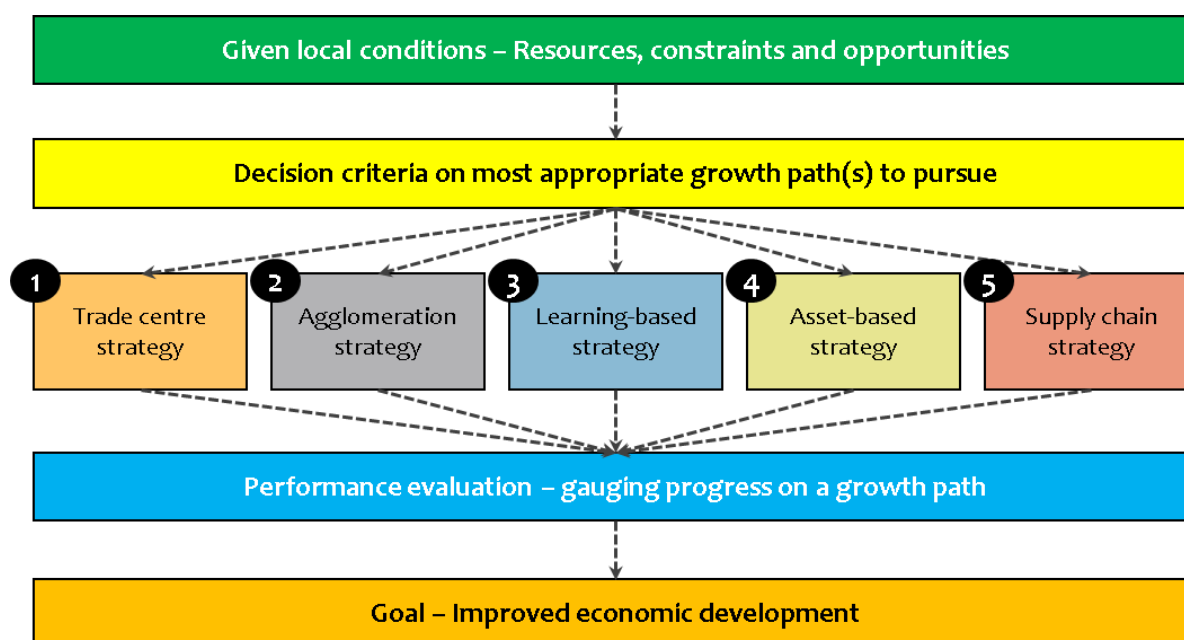 Given local conditions – Resources, constraints and opportunities
Decision criteria on most appropriate growth path(s) to pursue
1
Trade centre
strategy
2
Agglomeration
strategy
3
Learning-based
strategy
4
Asset-based
strategy
5
Supply chain
strategy
Performance evaluation – gauging progress on a growth path
Goal – Improved economic development